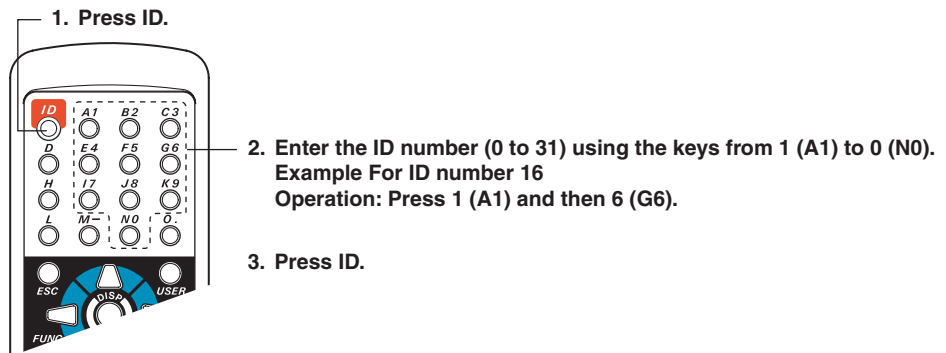 1. Press ID.
ID A1 B2 C3
D E4 F5 G6
H I7 J8 K9
L M− N0 O.
2. Enter the ID number (0 to 31) using the keys from 1 (A1) to 0 (N0).
Example For ID number 16
Operation: Press 1 (A1) and then 6 (G6).
3. Press ID.
ESC DISP USER
FUNC